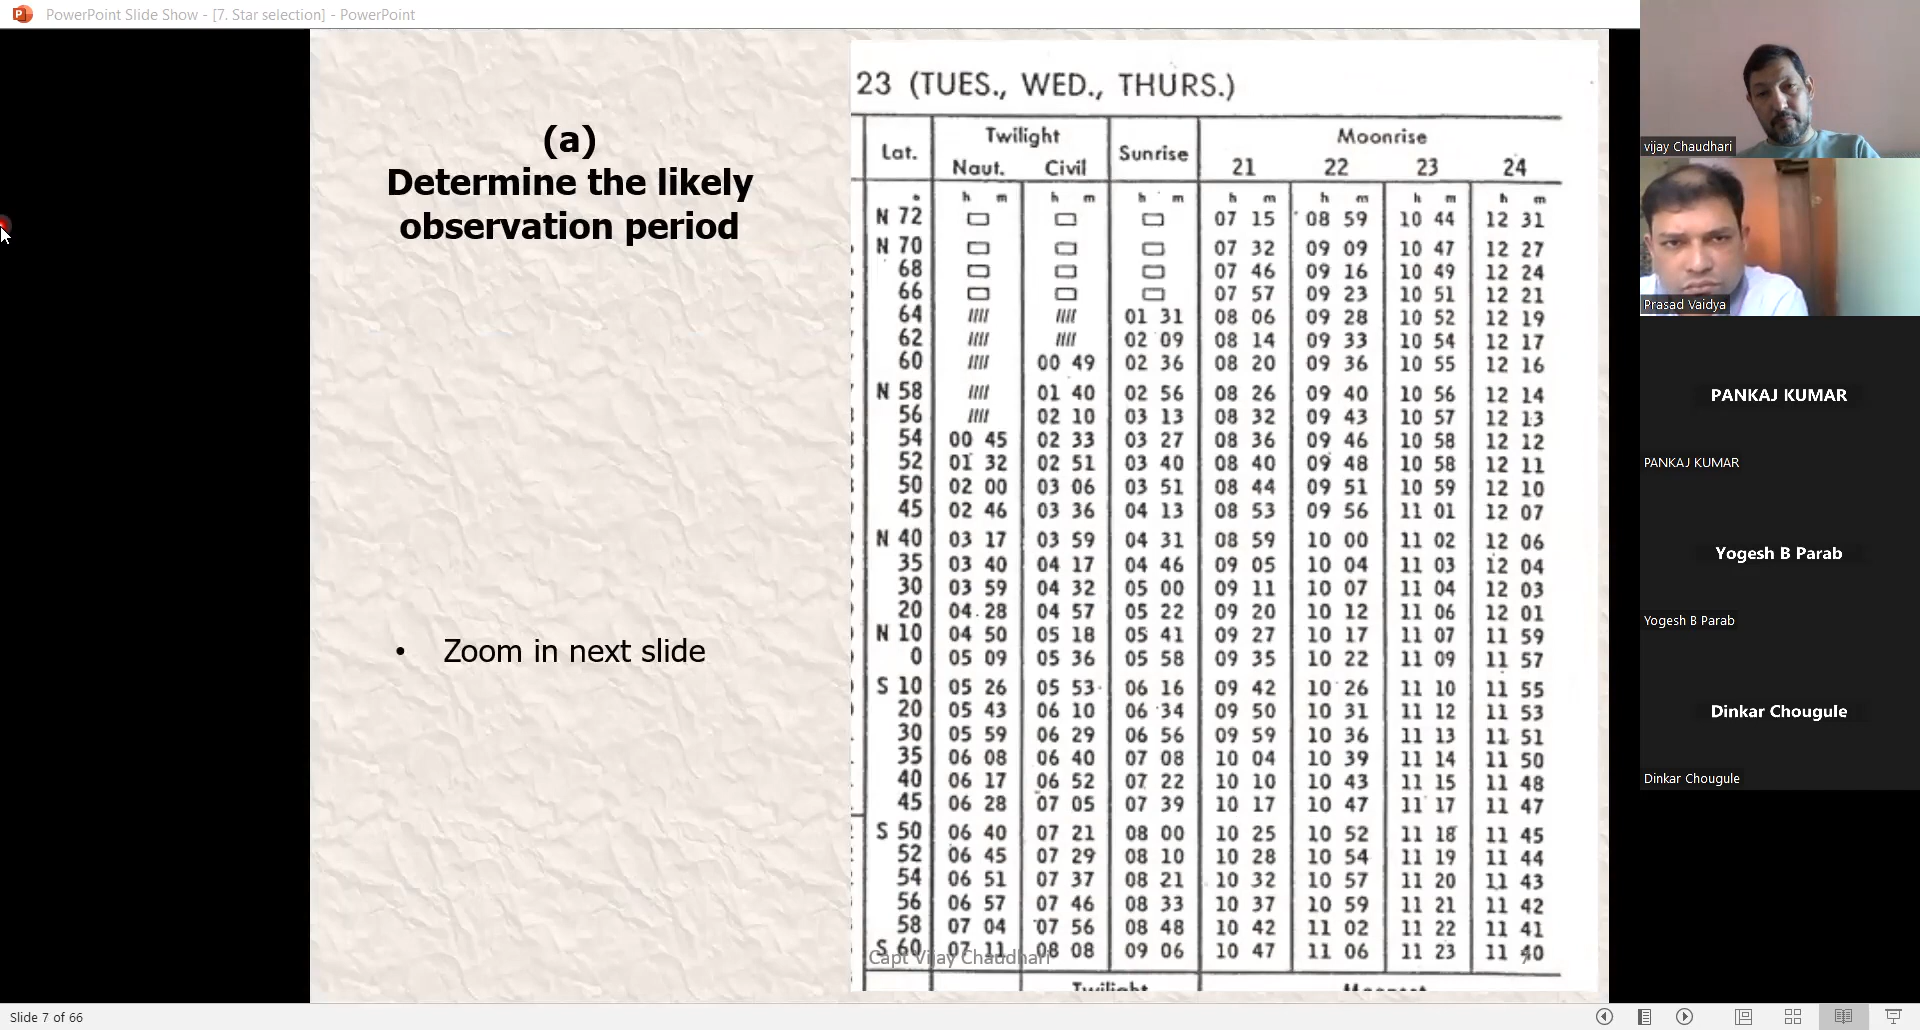 PowerPoint Slide Show - [7. Star selection] - PowerPoint
(a)
Determine the likely
observation period
• Zoom in next slide
23 (TUES., WED., THURS.)
Lat. Twilight Sunrise Moonrise
Naut. Civil 21 22 23 24
° h m h m h m h m h m h m h m
N 72 07 15 08 59 10 44 12 31
N 70 07 32 09 09 10 47 12 27
68 07 46 09 16 10 49 12 24
66 07 57 09 23 10 51 12 21
64 //// //// 01 31 08 06 09 28 10 52 12 19
62 //// //// 02 09 08 14 09 33 10 54 12 17
60 //// 00 49 02 36 08 20 09 36 10 55 12 16
N 58 //// 01 40 02 56 08 26 09 40 10 56 12 14
56 //// 02 10 03 13 08 32 09 43 10 57 12 13
54 00 45 02 33 03 27 08 36 09 46 10 58 12 12
52 01 32 02 51 03 40 08 40 09 48 10 58 12 11
50 02 00 03 06 03 51 08 44 09 51 10 59 12 10
45 02 46 03 36 04 13 08 53 09 56 11 01 12 07
N 40 03 17 03 59 04 31 08 59 10 00 11 02 12 06
35 03 40 04 17 04 46 09 05 10 04 11 03 12 04
30 03 59 04 32 05 00 09 11 10 07 11 04 12 03
20 04 28 04 57 05 22 09 20 10 12 11 06 12 01
N 10 04 50 05 18 05 41 09 27 10 17 11 07 11 59
0 05 09 05 36 05 58 09 35 10 22 11 09 11 57
S 10 05 26 05 53 06 16 09 42 10 26 11 10 11 55
20 05 43 06 10 06 34 09 50 10 31 11 12 11 53
30 05 59 06 29 06 56 09 59 10 36 11 13 11 51
35 06 08 06 40 07 08 10 04 10 39 11 14 11 50
40 06 17 06 52 07 22 10 10 10 43 11 15 11 48
45 06 28 07 05 07 39 10 17 10 47 11 17 11 47
S 50 06 40 07 21 08 00 10 25 10 52 11 18 11 45
52 06 45 07 29 08 10 10 28 10 54 11 19 11 44
54 06 51 07 37 08 21 10 32 10 57 11 20 11 43
56 06 57 07 46 08 33 10 37 10 59 11 21 11 42
58 07 04 07 56 08 48 10 42 11 02 11 22 11 41
S 60 07 11 08 08 09 06 10 47 11 06 11 23 11 40
Capt Vijay Chaudhari 7
Twilight Moonset
vijay Chaudhari
Prasad Vaidya
PANKAJ KUMAR
PANKAJ KUMAR
Yogesh B Parab
Yogesh B Parab
Dinkar Chougule
Dinkar Chougule
Slide 7 of 66